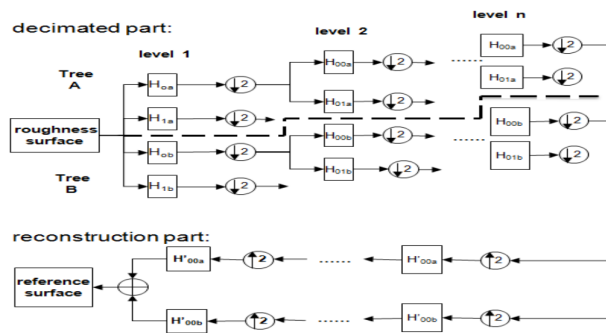 decimated part:
level 1
level 2
level n
Tree
A
H0a
↓2
H00a
↓2
H00a
↓2
H1a
↓2
H01a
↓2
H01a
↓2
roughness
surface
H0b
↓2
H00b
↓2
H00b
↓2
Tree
B
H1b
↓2
H01b
↓2
H01b
↓2
reconstruction part:
H'00a
↑2
H'00a
↑2
reference
surface
H'00b
↑2
H'00b
↑2